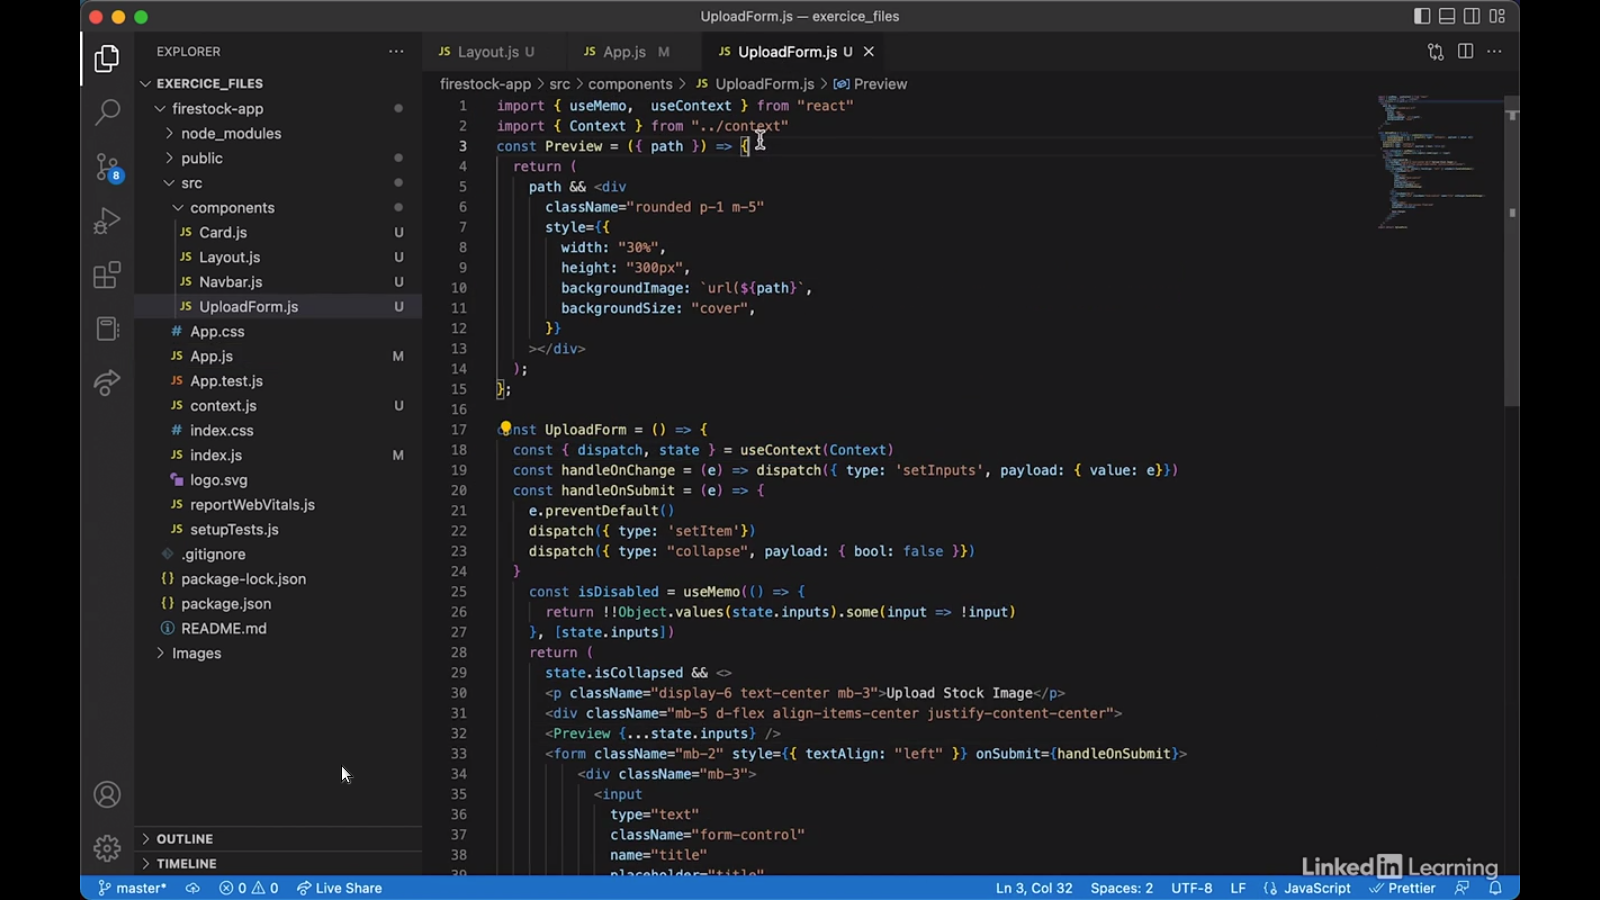 UploadForm.js — exercice_files
EXPLORER
EXERCICE_FILES
firestock-app
node_modules
public
src
components
Card.js U
Layout.js U
Navbar.js U
UploadForm.js U
App.css
App.js M
App.test.js
context.js U
index.css
index.js M
logo.svg
reportWebVitals.js
setupTests.js
.gitignore
package-lock.json
package.json
README.md
Images
OUTLINE
TIMELINE
8
Layout.js U App.js M UploadForm.js U
firestock-app > src > components > JS UploadForm.js > Preview
1 import { useMemo, useContext } from "react"
2 import { Context } from "../context"
3 const Preview = ({ path }) => {
4 return (
5 path && <div
6 className="rounded p-1 m-5"
7 style={{
8 width: "30%",
9 height: "300px",
10 backgroundImage: `url(${path}`,
11 backgroundSize: "cover",
12 }}
13 ></div>
14 );
15 };
16
17 const UploadForm = () => {
18 const { dispatch, state } = useContext(Context)
19 const handleOnChange = (e) => dispatch({ type: 'setInputs', payload: { value: e}})
20 const handleOnSubmit = (e) => {
21 e.preventDefault()
22 dispatch({ type: 'setItem'})
23 dispatch({ type: "collapse", payload: { bool: false }})
24 }
25 const isDisabled = useMemo(() => {
26 return !!Object.values(state.inputs).some(input => !input)
27 }, [state.inputs])
28 return (
29 state.isCollapsed && <>
30 <p className="display-6 text-center mb-3">Upload Stock Image</p>
31 <div className="mb-5 d-flex align-items-center justify-content-center">
32 <Preview {...state.inputs} />
33 <form className="mb-2" style={{ textAlign: "left" }} onSubmit={handleOnSubmit}>
34 <div className="mb-3">
35 <input
36 type="text"
37 className="form-control"
38 name="title"
39 placeholder="title"
LinkedIn Learning
master* 0 0 Live Share Ln 3, Col 32 Spaces: 2 UTF-8 LF JavaScript Prettier